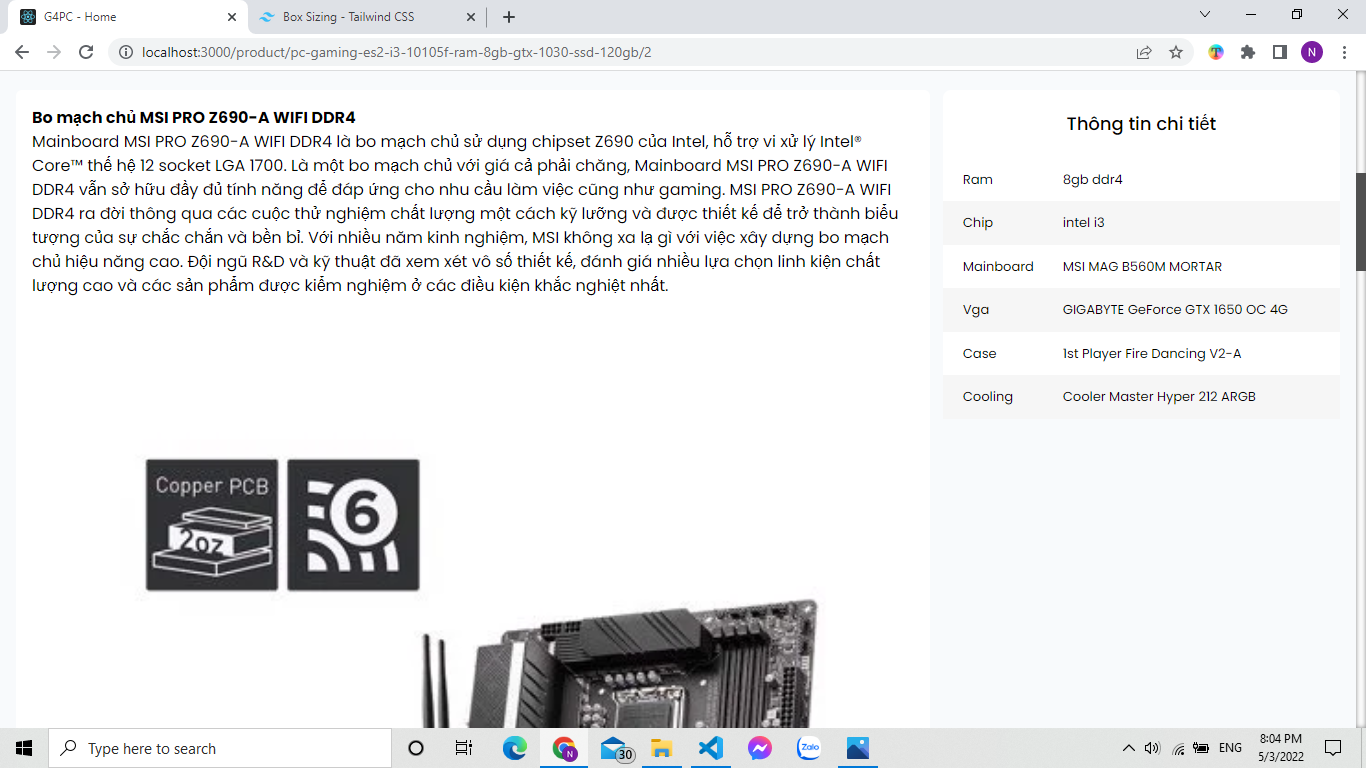 G4PC - Home
Box Sizing - Tailwind CSS
localhost:3000/product/pc-gaming-es2-i3-10105f-ram-8gb-gtx-1030-ssd-120gb/2
N
Bo mạch chủ MSI PRO Z690-A WIFI DDR4
Mainboard MSI PRO Z690-A WIFI DDR4 là bo mạch chủ sử dụng chipset Z690 của Intel, hỗ trợ vi xử lý Intel®
Core™ thế hệ 12 socket LGA 1700. Là một bo mạch chủ với giá cả phải chăng, Mainboard MSI PRO Z690-A WIFI
DDR4 vẫn sở hữu đầy đủ tính năng để đáp ứng cho nhu cầu làm việc cũng như gaming. MSI PRO Z690-A WIFI
DDR4 ra đời thông qua các cuộc thử nghiệm chất lượng một cách kỹ lưỡng và được thiết kế để trở thành biểu
tượng của sự chắc chắn và bền bỉ. Với nhiều năm kinh nghiệm, MSI không xa lạ gì với việc xây dựng bo mạch
chủ hiệu năng cao. Đội ngũ R&D và kỹ thuật đã xem xét vô số thiết kế, đánh giá nhiều lựa chọn linh kiện chất
lượng cao và các sản phẩm được kiểm nghiệm ở các điều kiện khắc nghiệt nhất.
Copper PCB
2oz
6
Thông tin chi tiết
Ram 8gb ddr4
Chip intel i3
Mainboard MSI MAG B560M MORTAR
Vga GIGABYTE GeForce GTX 1650 OC 4G
Case 1st Player Fire Dancing V2-A
Cooling Cooler Master Hyper 212 ARGB
Type here to search
N
30
Zalo
ENG
8:04 PM
5/3/2022